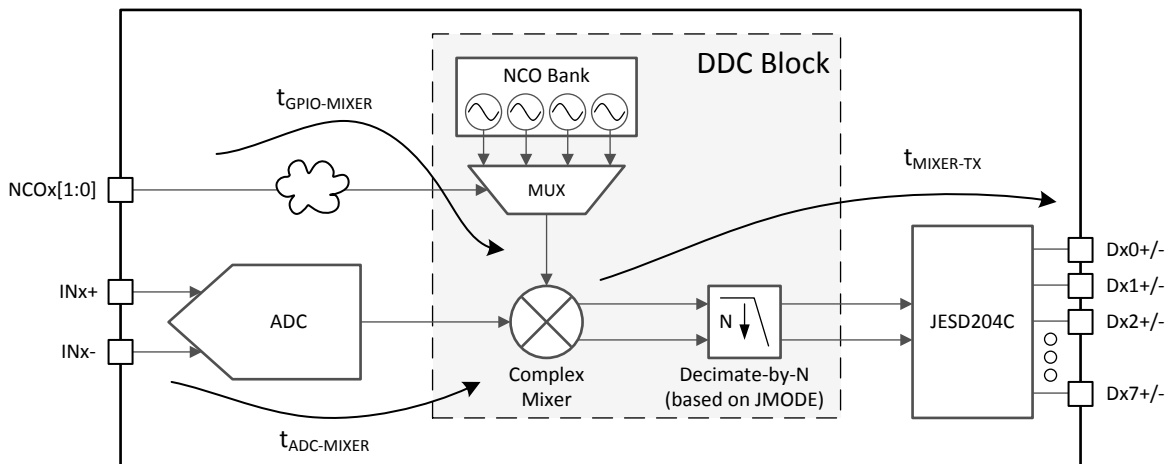 NCO Bank
DDC Block
tGPIO-MIXER
tMIXER-TX
NCOx[1:0]
MUX
Dx0+/-
INx+
Dx1+/-
ADC
N
JESD204C
Dx2+/-
INx-
Complex
Mixer
Decimate-by-N
(based on JMODE)
Dx7+/-
tADC-MIXER